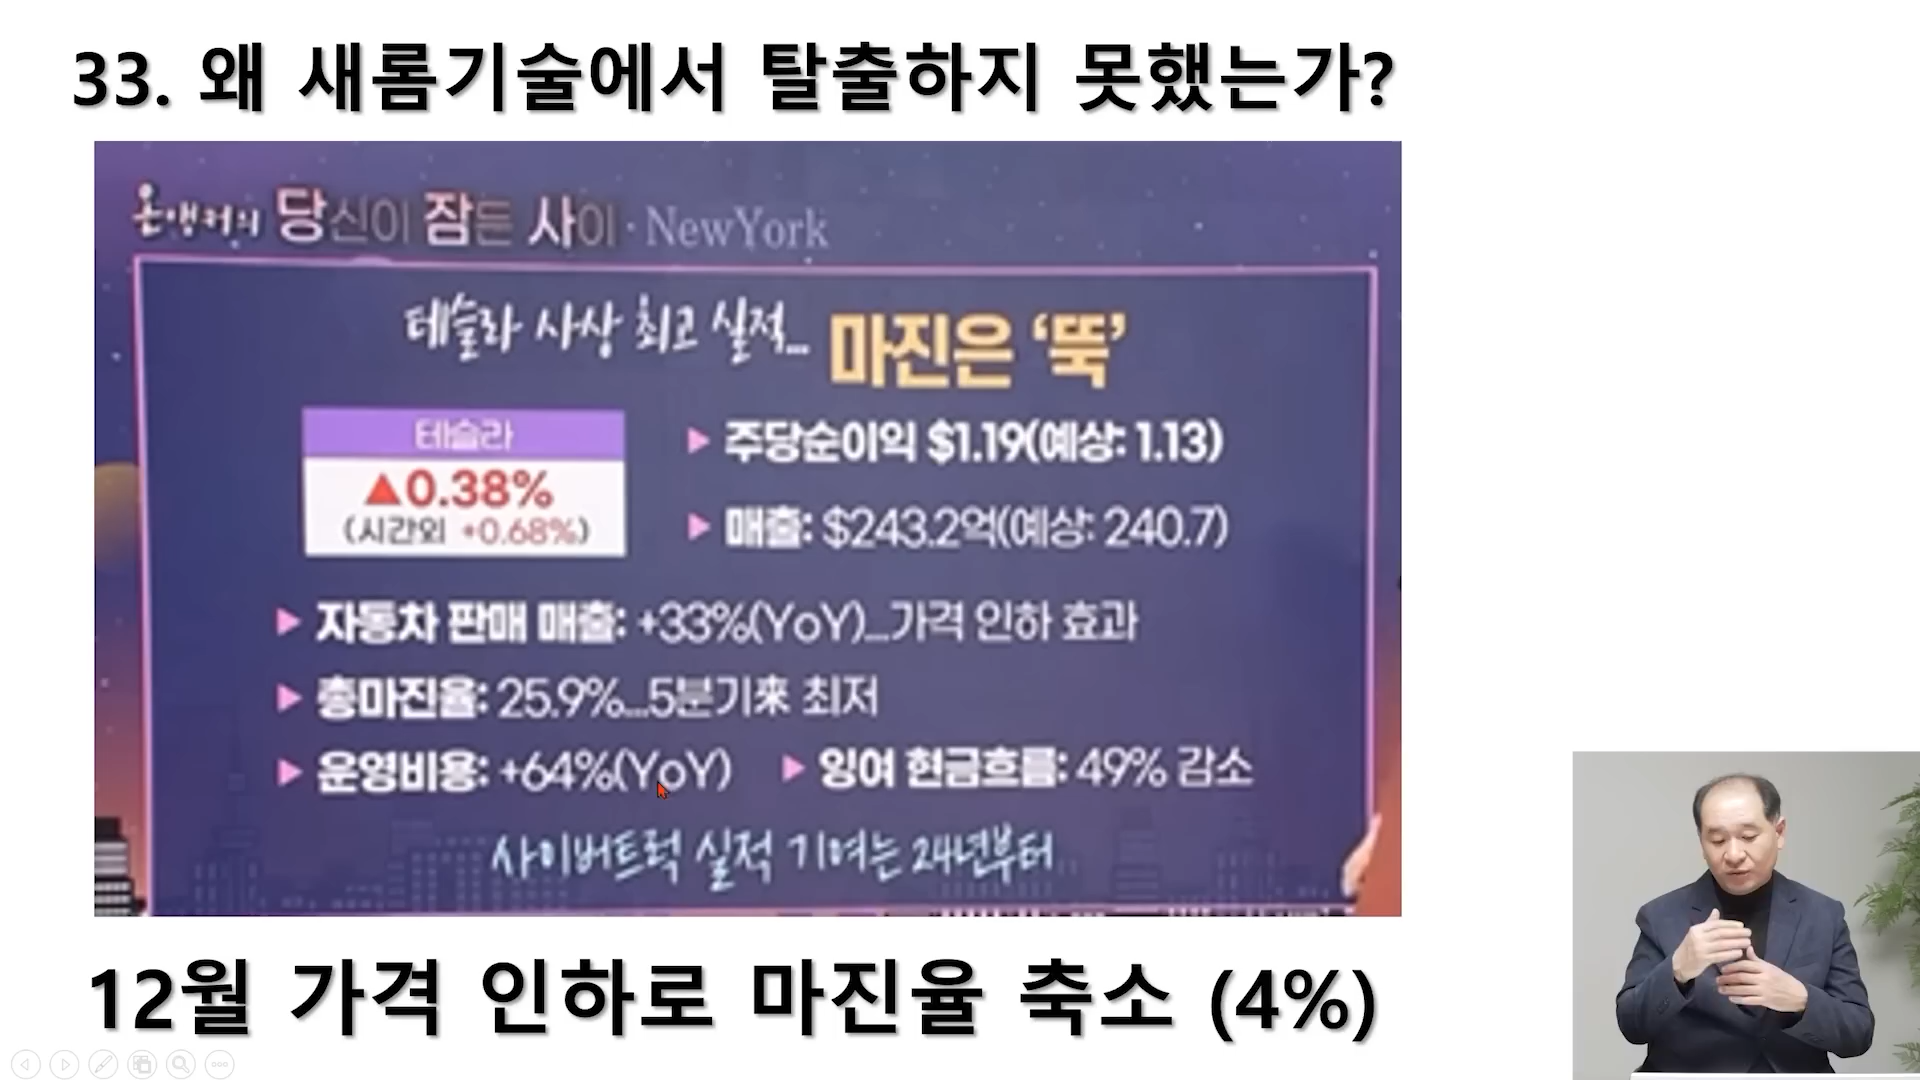 33. 왜 새롬기술에서 탈출하지 못했는가?
온앵커의 당신이 잠든 사이 · NewYork
테슬라 사상 최고 실적... 마진은 ‘뚝’
테슬라
▲0.38%
(시간외 +0.68%)
▶ 주당순이익 $1.19(예상: 1.13)
▶ 매출: $243.2억(예상: 240.7)
▶ 자동차 판매 매출: +33%(YoY)...가격 인하 효과
▶ 총마진율: 25.9%...5분기來 최저
▶ 운영비용: +64%(YoY) ▶ 잉여 현금흐름: 49% 감소
사이버트럭 실적 기여는 24년부터
12월 가격 인하로 마진율 축소 (4%)